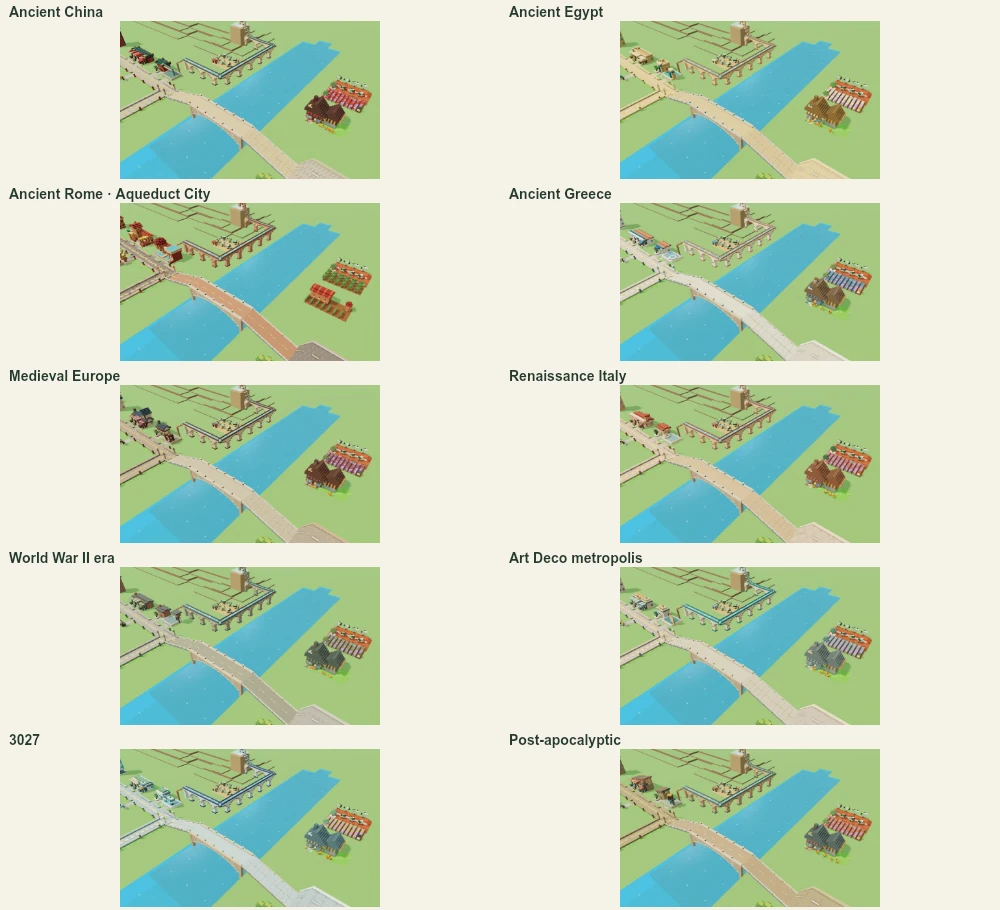 Ancient China
Ancient Egypt
Ancient Rome · Aqueduct City
Ancient Greece
Medieval Europe
Renaissance Italy
World War II era
Art Deco metropolis
3027
Post-apocalyptic